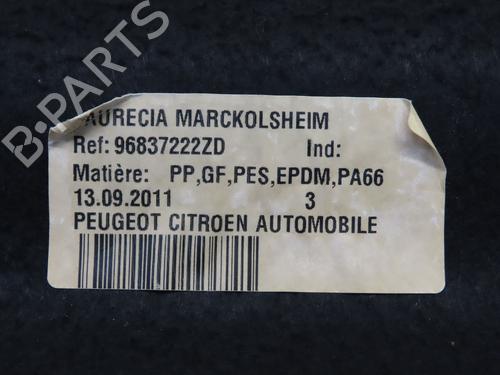 AURECIA MARCKOLSHEIM
Ref: 96837222ZD Ind:
Matière: PP,GF,PES,EPDM,PA66
13.09.2011 3
PEUGEOT CITROEN AUTOMOBILE
B-PARTS